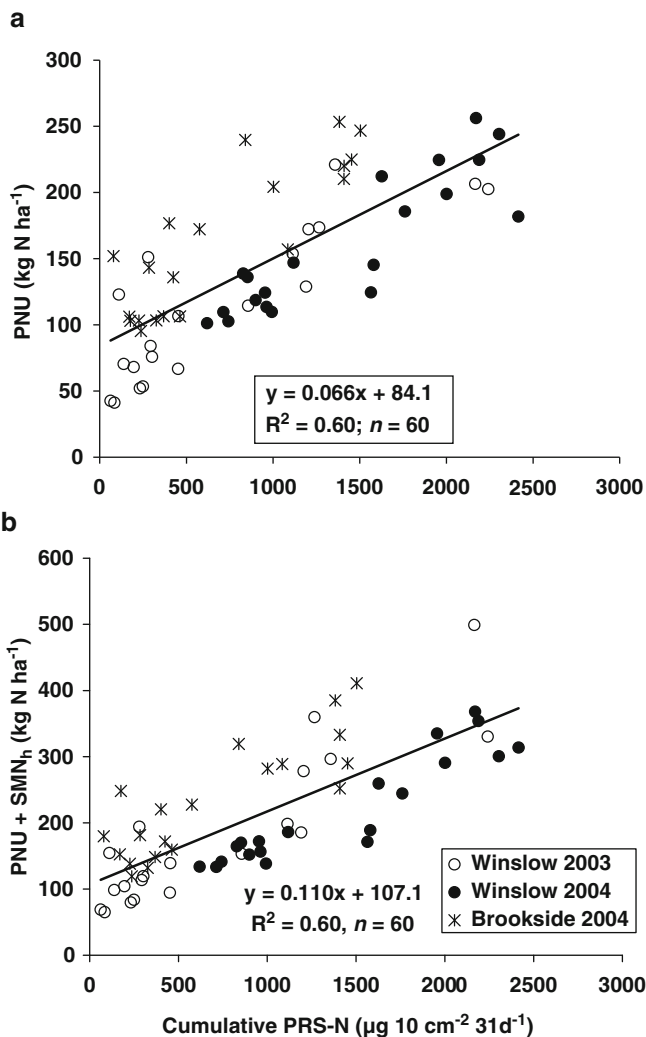 a
300
250
200
150
100
50
0
PNU (kg N ha⁻¹)
y = 0.066x + 84.1
R² = 0.60; n = 60
0 500 1000 1500 2000 2500 3000
b
600
500
400
300
200
100
0
PNU + SMNₕ (kg N ha⁻¹)
y = 0.110x + 107.1
R² = 0.60, n = 60
Winslow 2003
Winslow 2004
Brookside 2004
0 500 1000 1500 2000 2500 3000
Cumulative PRS-N (µg 10 cm⁻² 31d⁻¹)